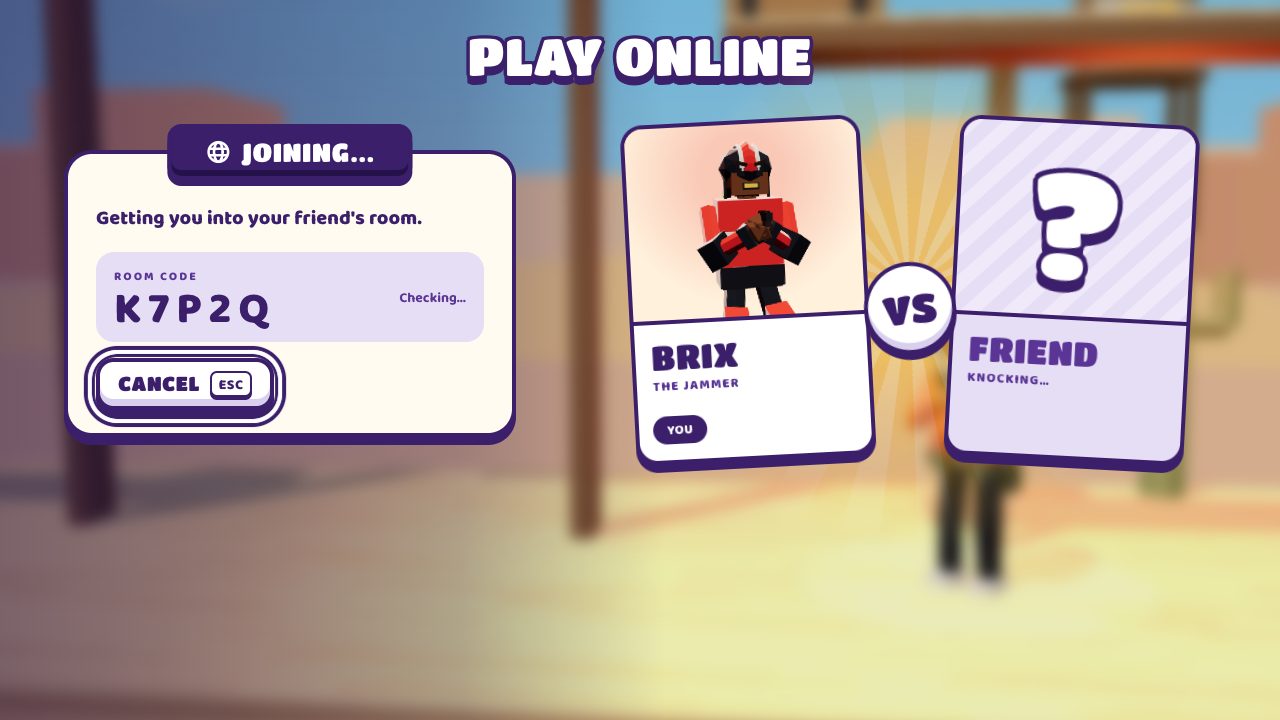 PLAY ONLINE
JOINING...
Getting you into your friend's room.
ROOM CODE
K7P2Q
Checking...
CANCEL ESC
BRIX
THE JAMMER
YOU
VS
?
FRIEND
KNOCKING...